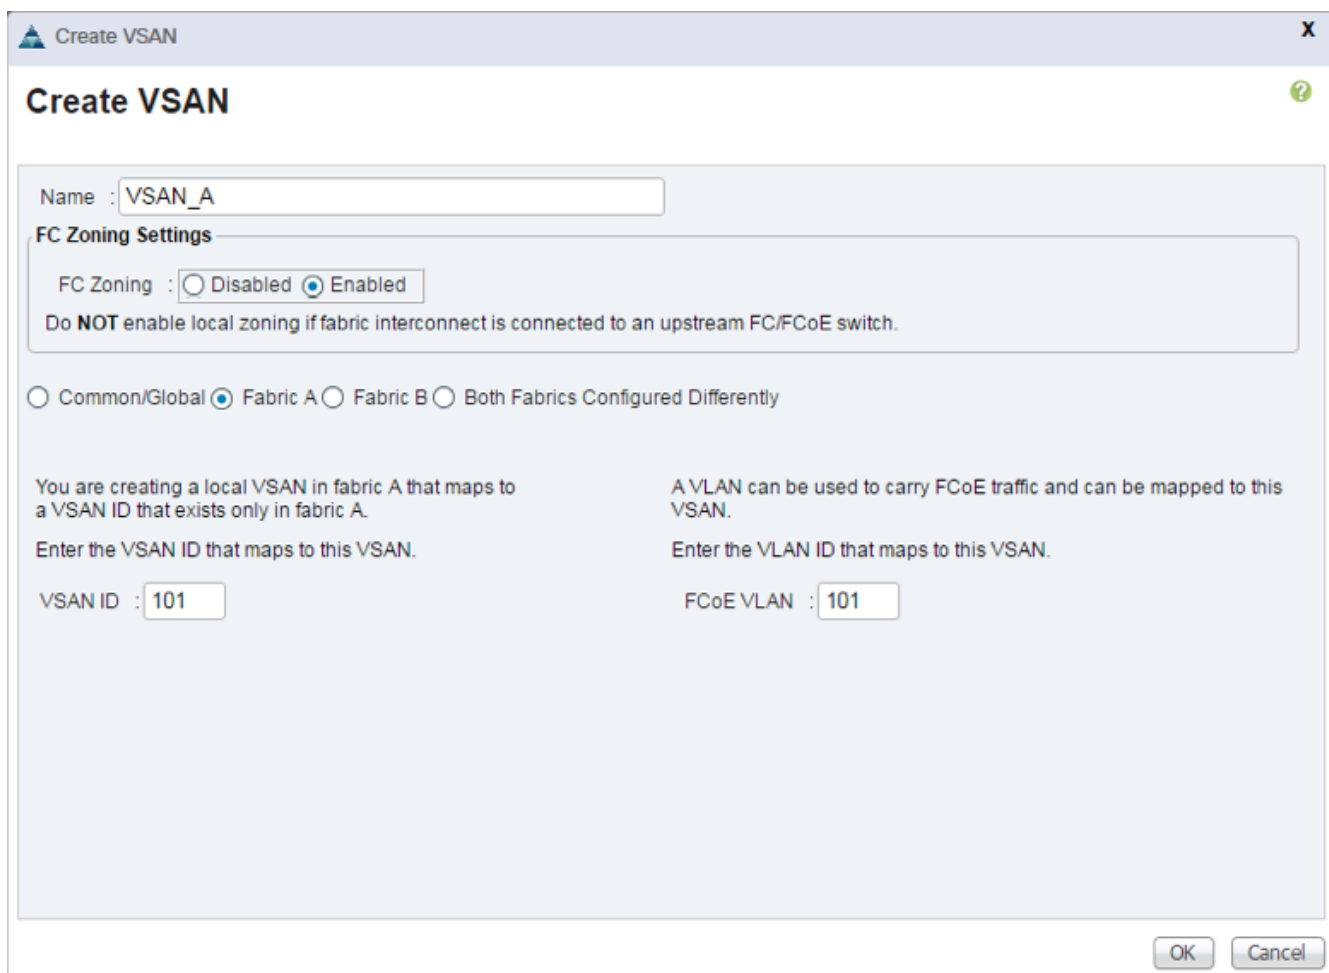 Create VSAN X
Create VSAN
?
Name : VSAN_A
FC Zoning Settings
FC Zoning : Disabled Enabled
Do NOT enable local zoning if fabric interconnect is connected to an upstream FC/FCoE switch.
Common/Global Fabric A Fabric B Both Fabrics Configured Differently
You are creating a local VSAN in fabric A that maps to
a VSAN ID that exists only in fabric A.
Enter the VSAN ID that maps to this VSAN.
VSAN ID : 101
A VLAN can be used to carry FCoE traffic and can be mapped to this
VSAN.
Enter the VLAN ID that maps to this VSAN.
FCoE VLAN : 101
OK Cancel